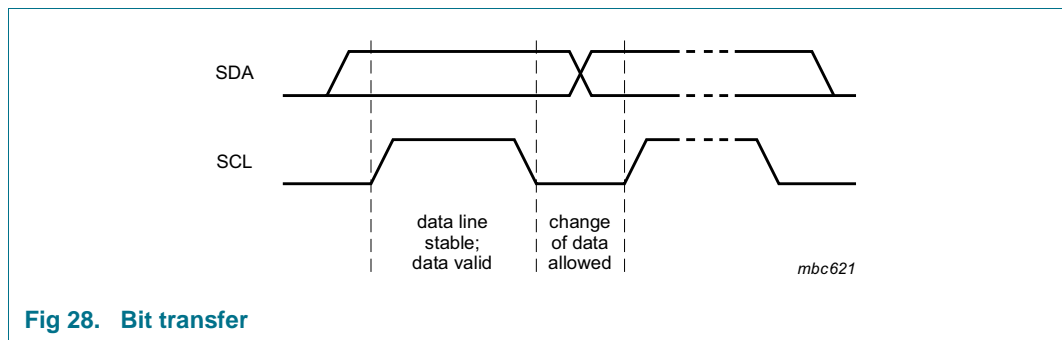 SDA
SCL
data line
stable;
data valid
change
of data
allowed
mbc621
Fig 28. Bit transfer